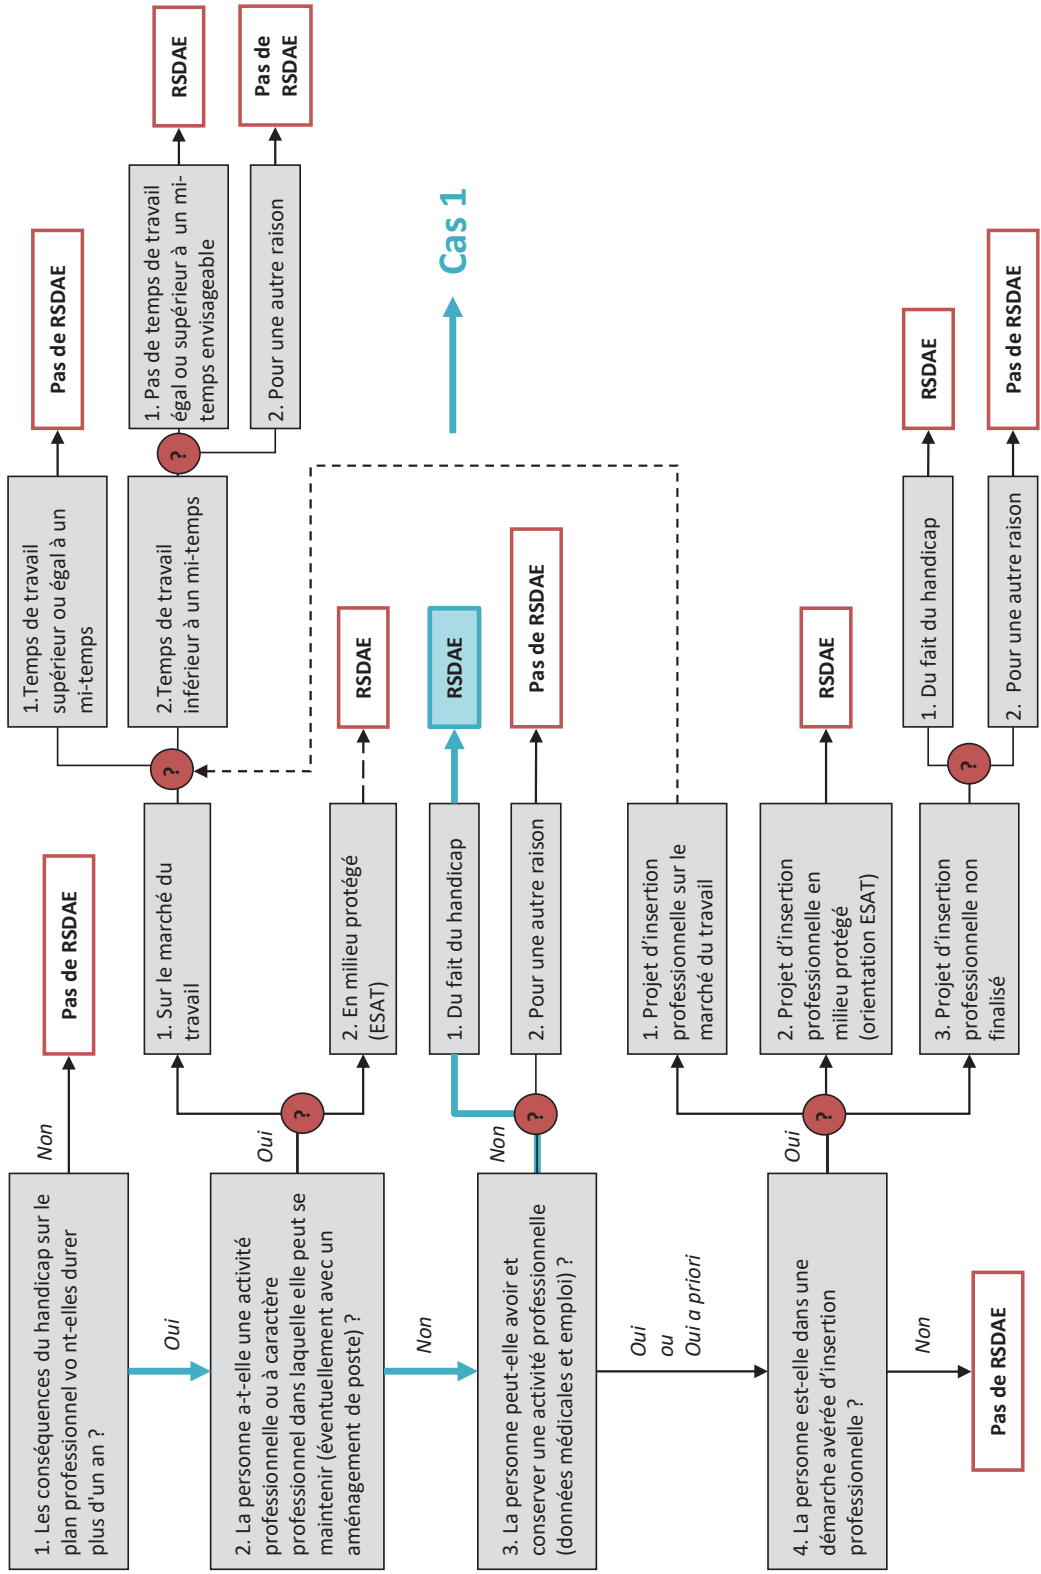 1. Les conséquences du handicap sur le
plan professionnel vo nt-elles durer
plus d'un an ?
Non
Pas de RSDAE
Oui
2. La personne a-t-elle une activité
professionnelle ou à caractère
professionnel dans laquelle elle peut se
maintenir (éventuellement avec un
aménagement de poste) ?
Oui
?
1. Sur le marché du
travail
?
1.Temps de travail
supérieur ou égal à un
mi-temps
Pas de RSDAE
2.Temps de travail
inférieur à un mi-temps
?
1. Pas de temps de travail
égal ou supérieur à un mi-
temps envisageable
RSDAE
2. Pour une autre raison
Pas de
RSDAE
2. En milieu protégé
(ESAT)
RSDAE
Non
3. La personne peut-elle avoir et
conserver une activité professionnelle
(données médicales et emploi) ?
Non
?
1. Du fait du handicap
RSDAE
Cas 1
2. Pour une autre raison
Pas de RSDAE
Oui
ou
Oui a priori
4. La personne est-elle dans une
démarche avérée d'insertion
professionnelle ?
Oui
?
1. Projet d'insertion
professionnelle sur le
marché du travail
2. Projet d'insertion
professionnelle en
milieu protégé
(orientation ESAT)
RSDAE
3. Projet d'insertion
professionnelle non
finalisé
?
1. Du fait du handicap
RSDAE
2. Pour une autre raison
Pas de RSDAE
Non
Pas de RSDAE